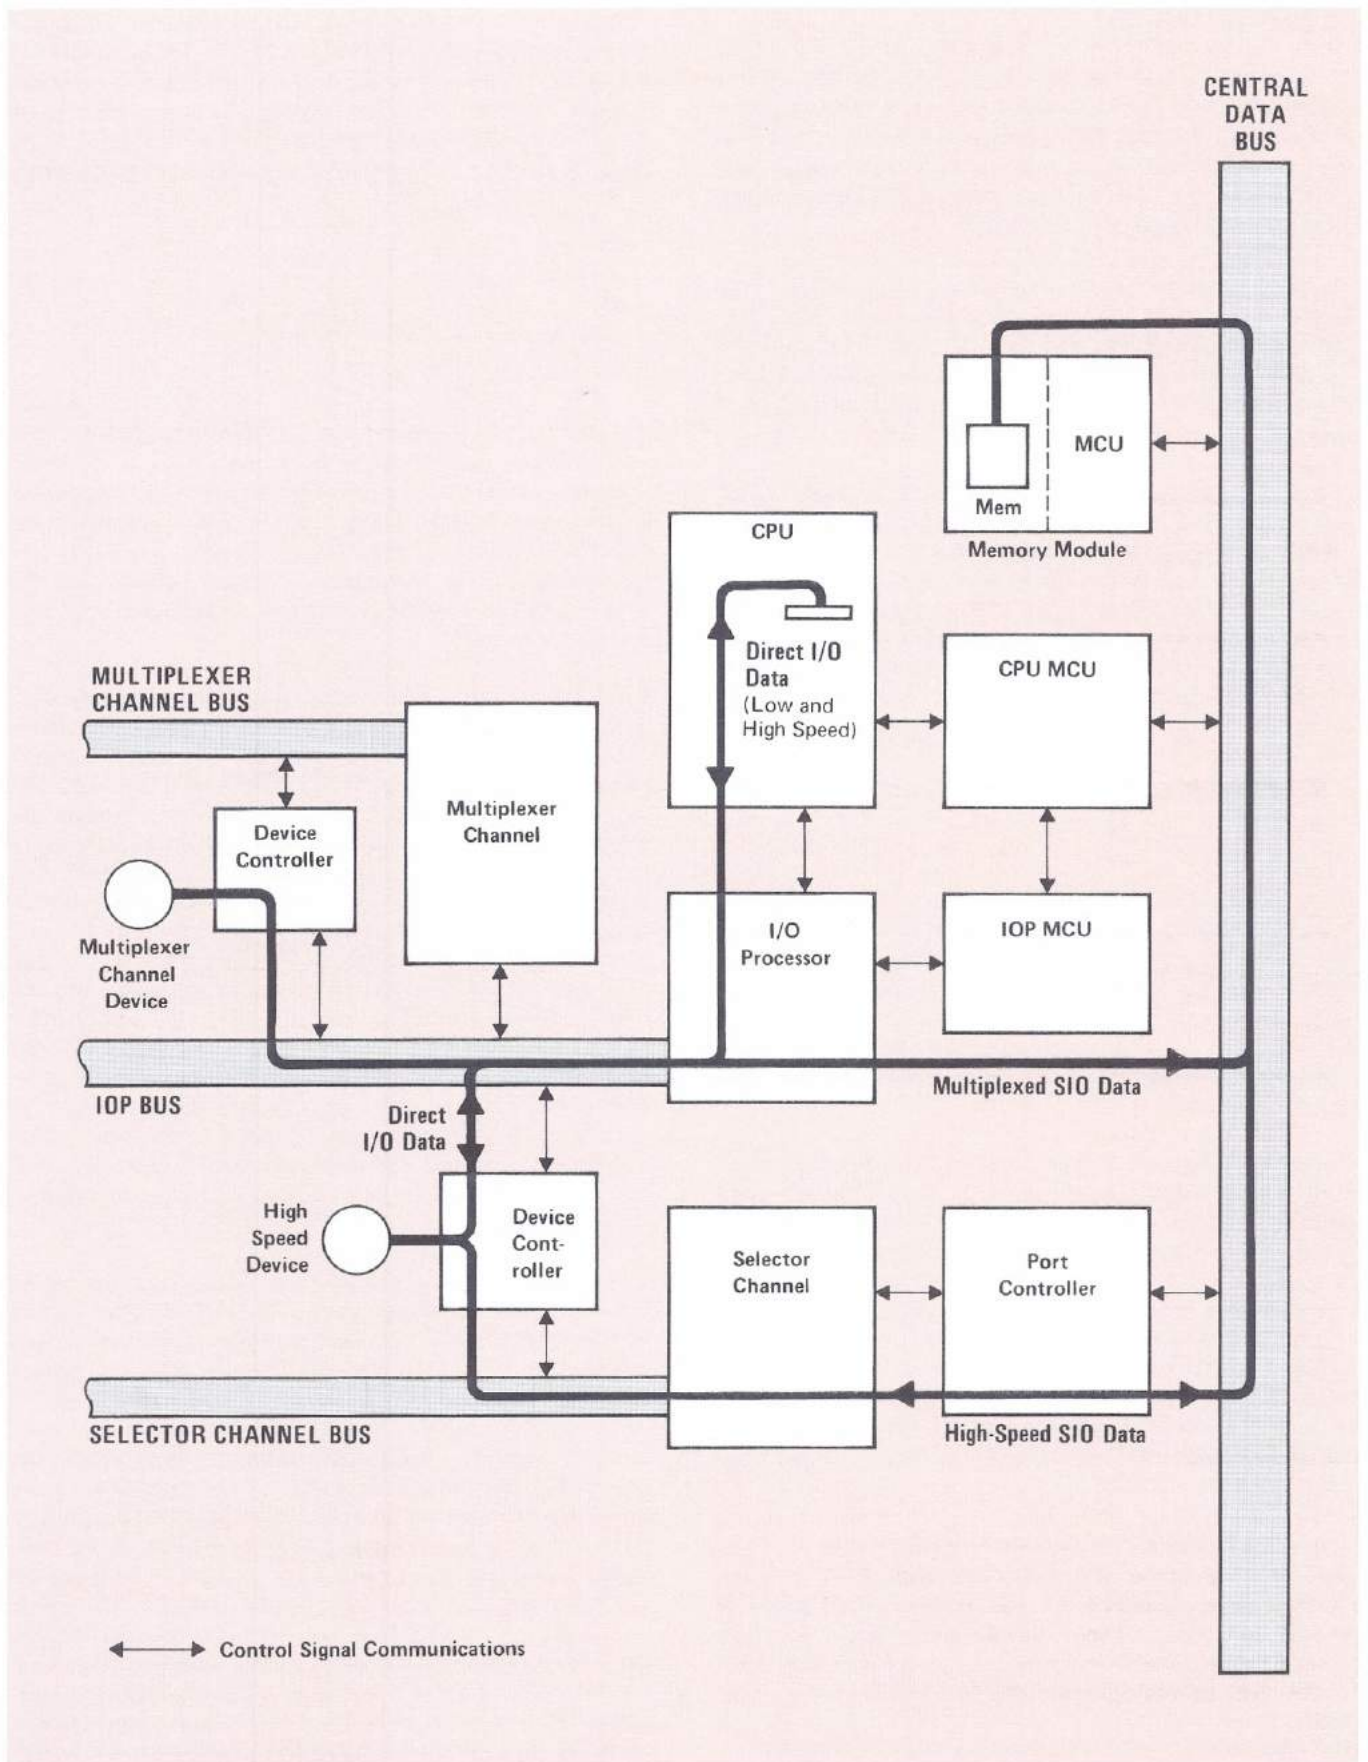 CENTRAL
DATA
BUS
MCU
Mem
Memory Module
CPU
Direct I/O
Data
(Low and
High Speed)
CPU MCU
MULTIPLEXER
CHANNEL BUS
Multiplexer
Channel
Device
Controller
Multiplexer
Channel
Device
I/O
Processor
IOP MCU
IOP BUS
Multiplexed SIO Data
Direct
I/O Data
High
Speed
Device
Device
Cont-
roller
Selector
Channel
Port
Controller
SELECTOR CHANNEL BUS
High-Speed SIO Data
Control Signal Communications